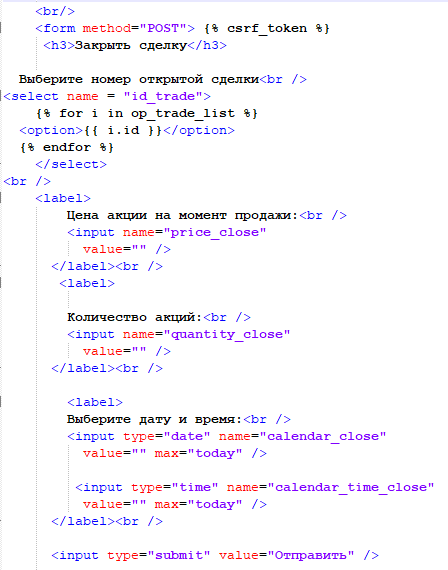 <br/>
<form method="POST"> {% csrf_token %}
<h3>Закрыть сделку</h3>
Выберите номер открытой сделки<br />
<select name = "id_trade">
{% for i in op_trade_list %}
<option>{{ i.id }}</option>
{% endfor %}
</select>
<br />
<label>
Цена акции на момент продажи:<br />
<input name="price_close"
value="" />
</label><br />
<label>
Количество акций:<br />
<input name="quantity_close"
value="" />
</label><br />
<label>
Выберите дату и время:<br />
<input type="date" name="calendar_close"
value="" max="today" />
<input type="time" name="calendar_time_close"
value="" max="today" />
</label><br />
<input type="submit" value="Отправить" />